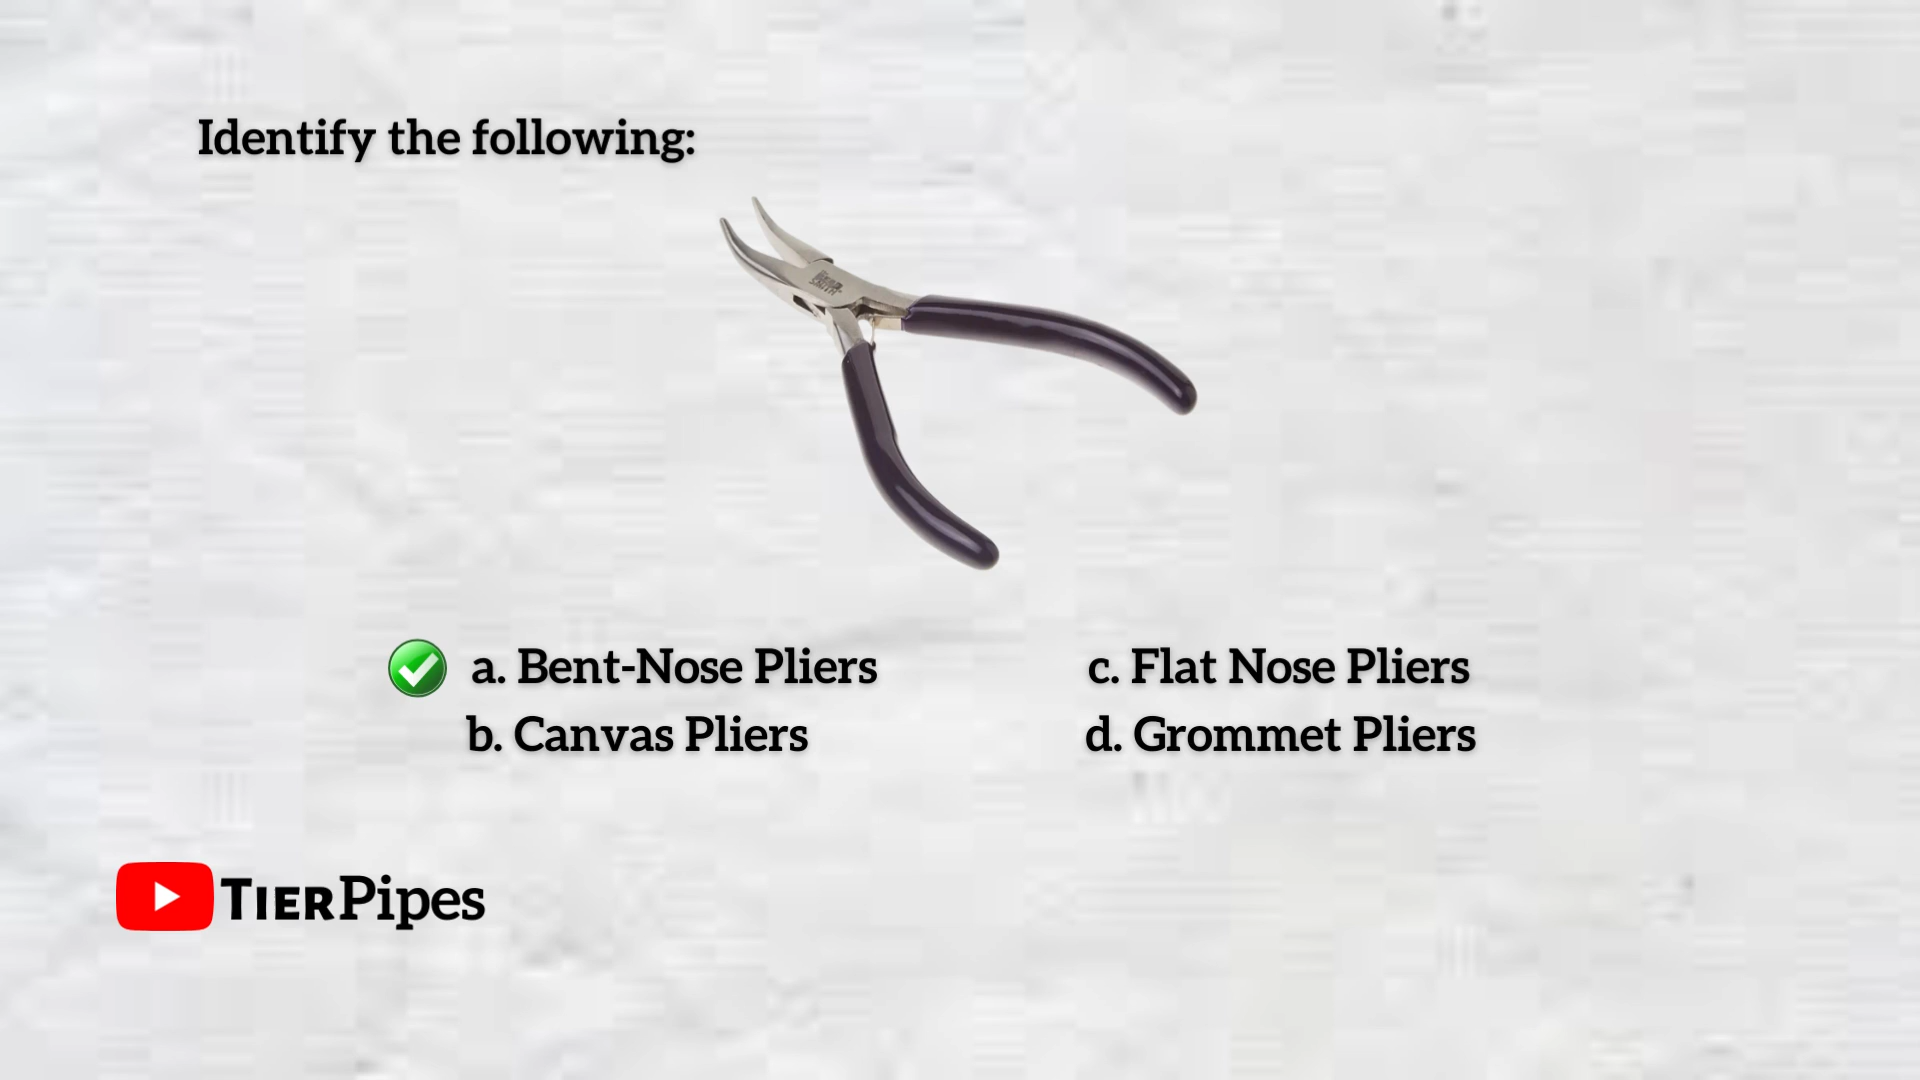 Identify the following:
a. Bent-Nose Pliers
b. Canvas Pliers
c. Flat Nose Pliers
d. Grommet Pliers
TIERPipes